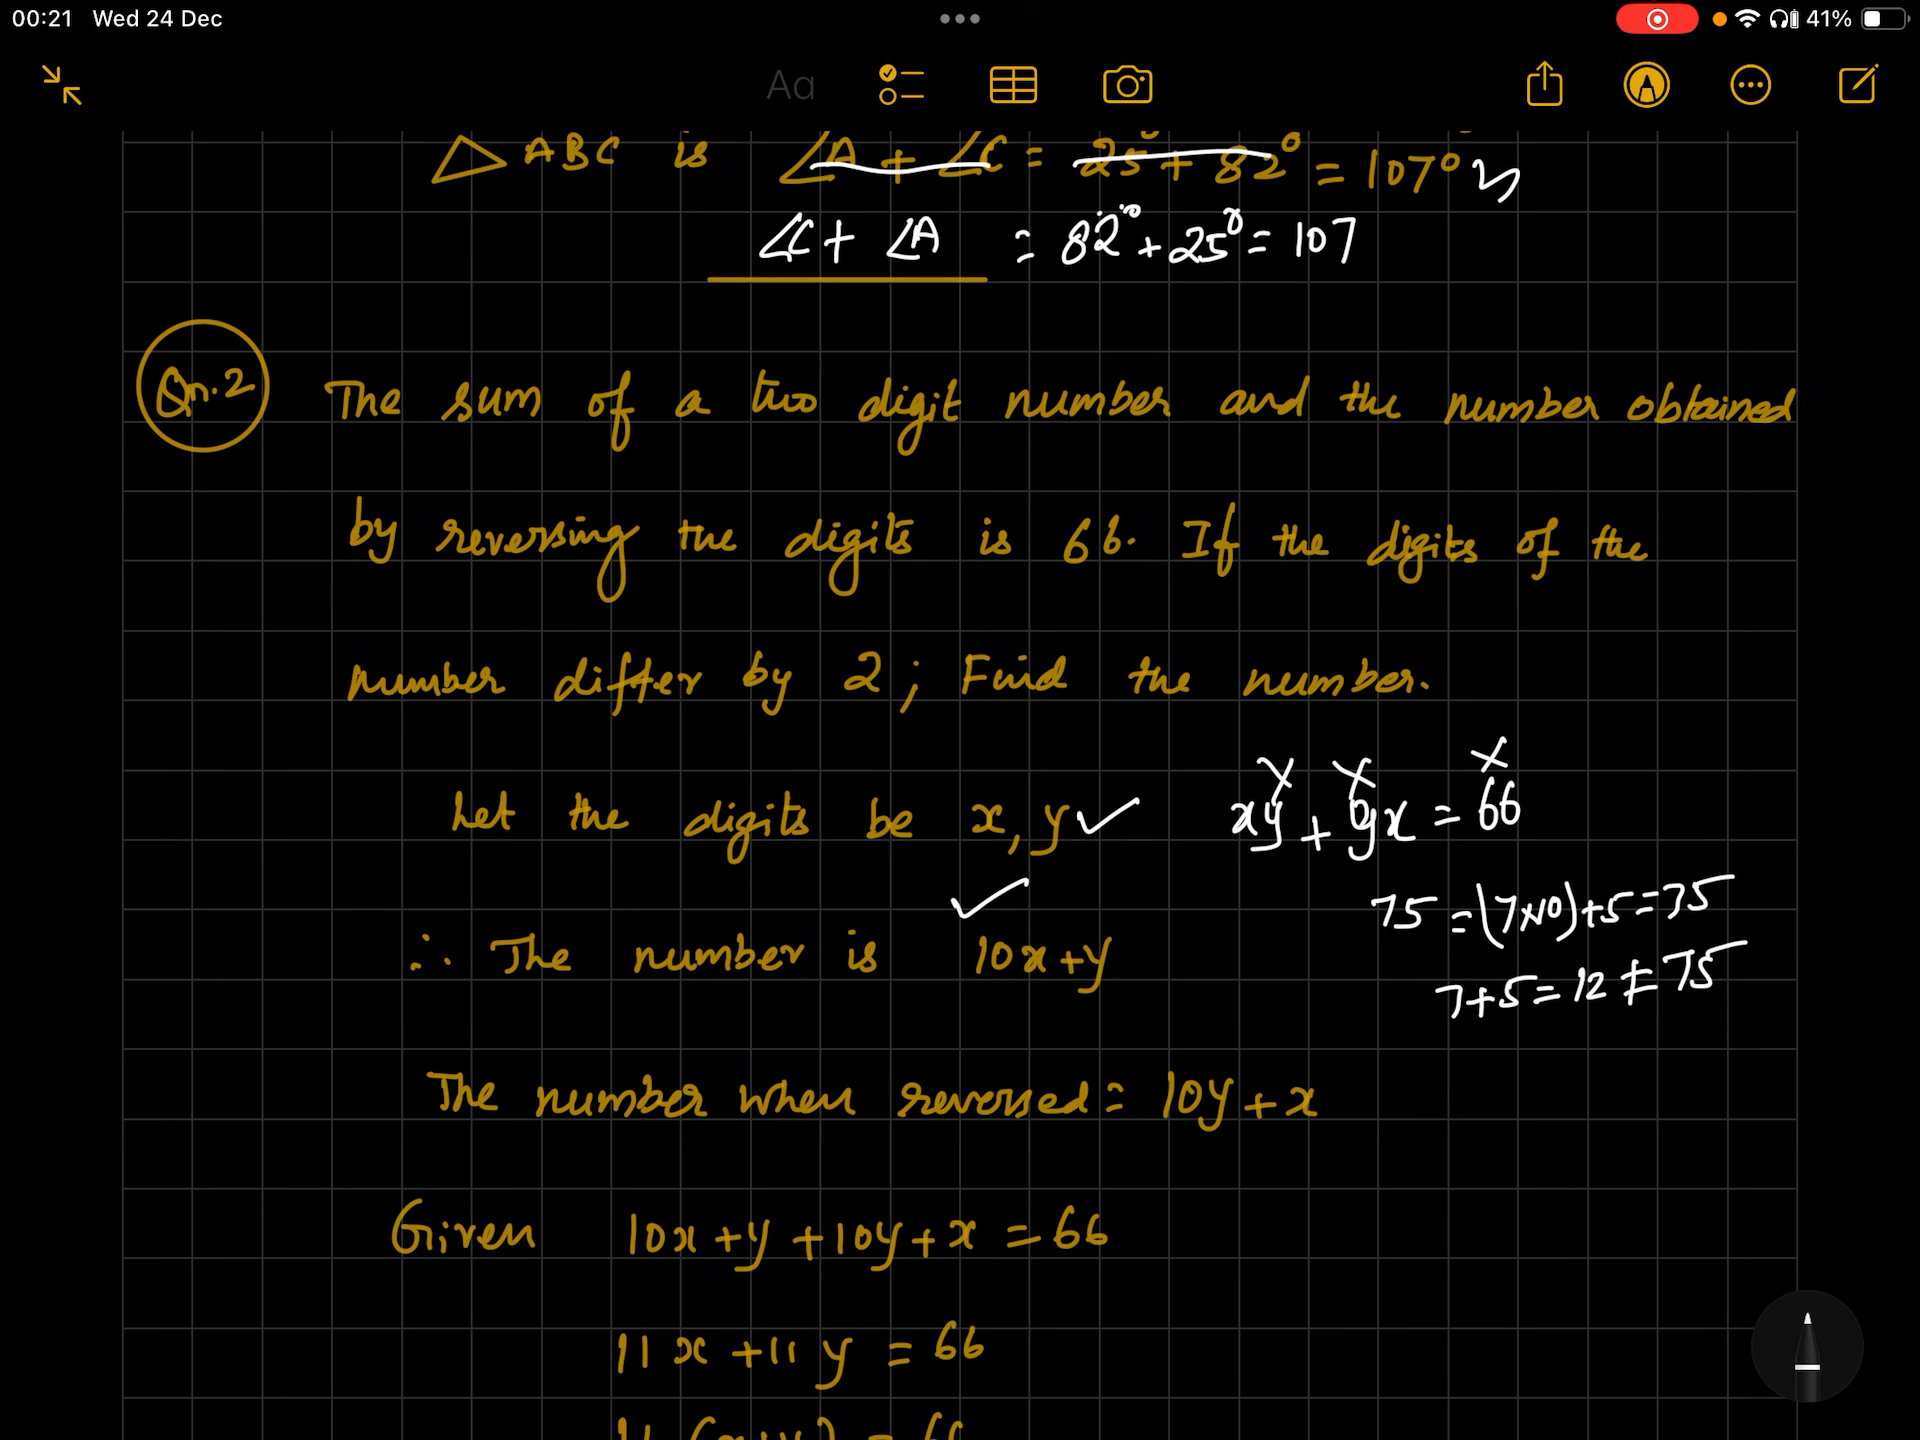 00:21 Wed 24 Dec
41%
Aa
△ ABC is ∠A + ∠C = 25 + 82° = 107°
∠C + ∠A = 82° + 25° = 107
Qn.2 The sum of a two digit number and the number obtained
by reversing the digits is 66. If the digits of the
number differ by 2; Find the number.
Let the digits be x, y ✓ xy + yx = 66
75 = (7×10)+5 = 75
∴ The number is 10x+y
7+5 = 12 ≠ 75
The number when reversed = 10y + x
Given 10x + y + 10y + x = 66
11x + 11y = 66